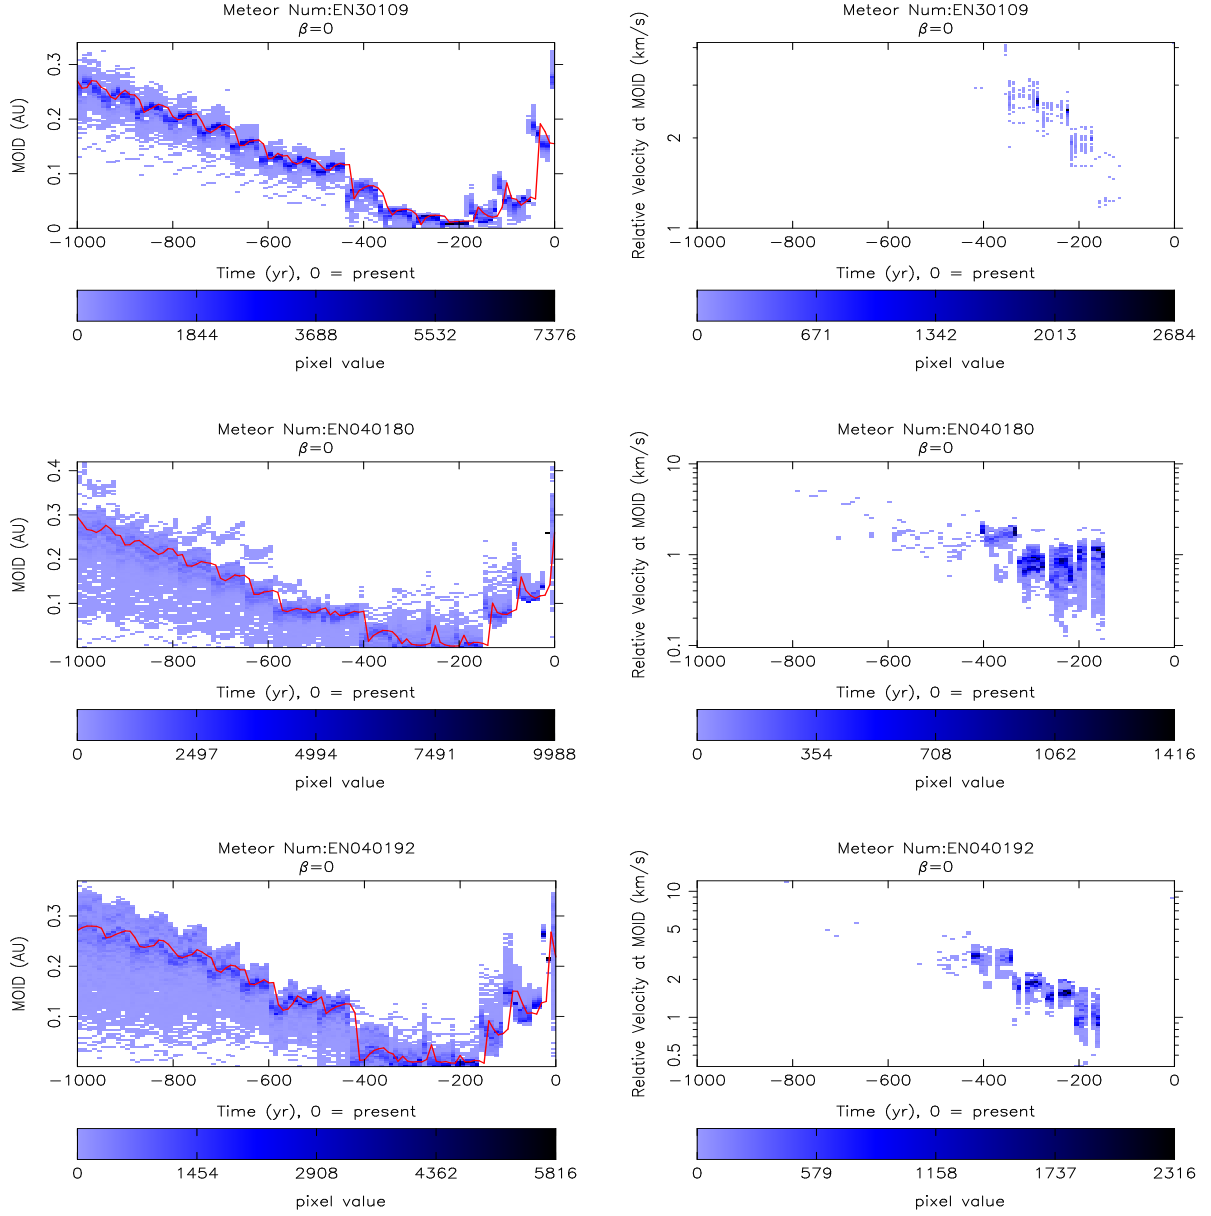 Meteor Num:EN30109
β=0
MOID (AU)
0.3
0.2
0.1
0
−1000 −800 −600 −400 −200 0
Time (yr), 0 = present
0 1844 3688 5532 7376
pixel value
Meteor Num:EN30109
β=0
Relative Velocity at MOID (km/s)
2
1
−1000 −800 −600 −400 −200 0
Time (yr), 0 = present
0 671 1342 2013 2684
pixel value
Meteor Num:EN040180
β=0
MOID (AU)
0.4
0.3
0.2
0.1
−1000 −800 −600 −400 −200 0
Time (yr), 0 = present
0 2497 4994 7491 9988
pixel value
Meteor Num:EN040180
β=0
Relative Velocity at MOID (km/s)
10
1
0.1
−1000 −800 −600 −400 −200 0
Time (yr), 0 = present
0 354 708 1062 1416
pixel value
Meteor Num:EN040192
β=0
MOID (AU)
0.3
0.2
0.1
−1000 −800 −600 −400 −200 0
Time (yr), 0 = present
0 1454 2908 4362 5816
pixel value
Meteor Num:EN040192
β=0
Relative Velocity at MOID (km/s)
10
5
2
1
0.5
−1000 −800 −600 −400 −200 0
Time (yr), 0 = present
0 579 1158 1737 2316
pixel value